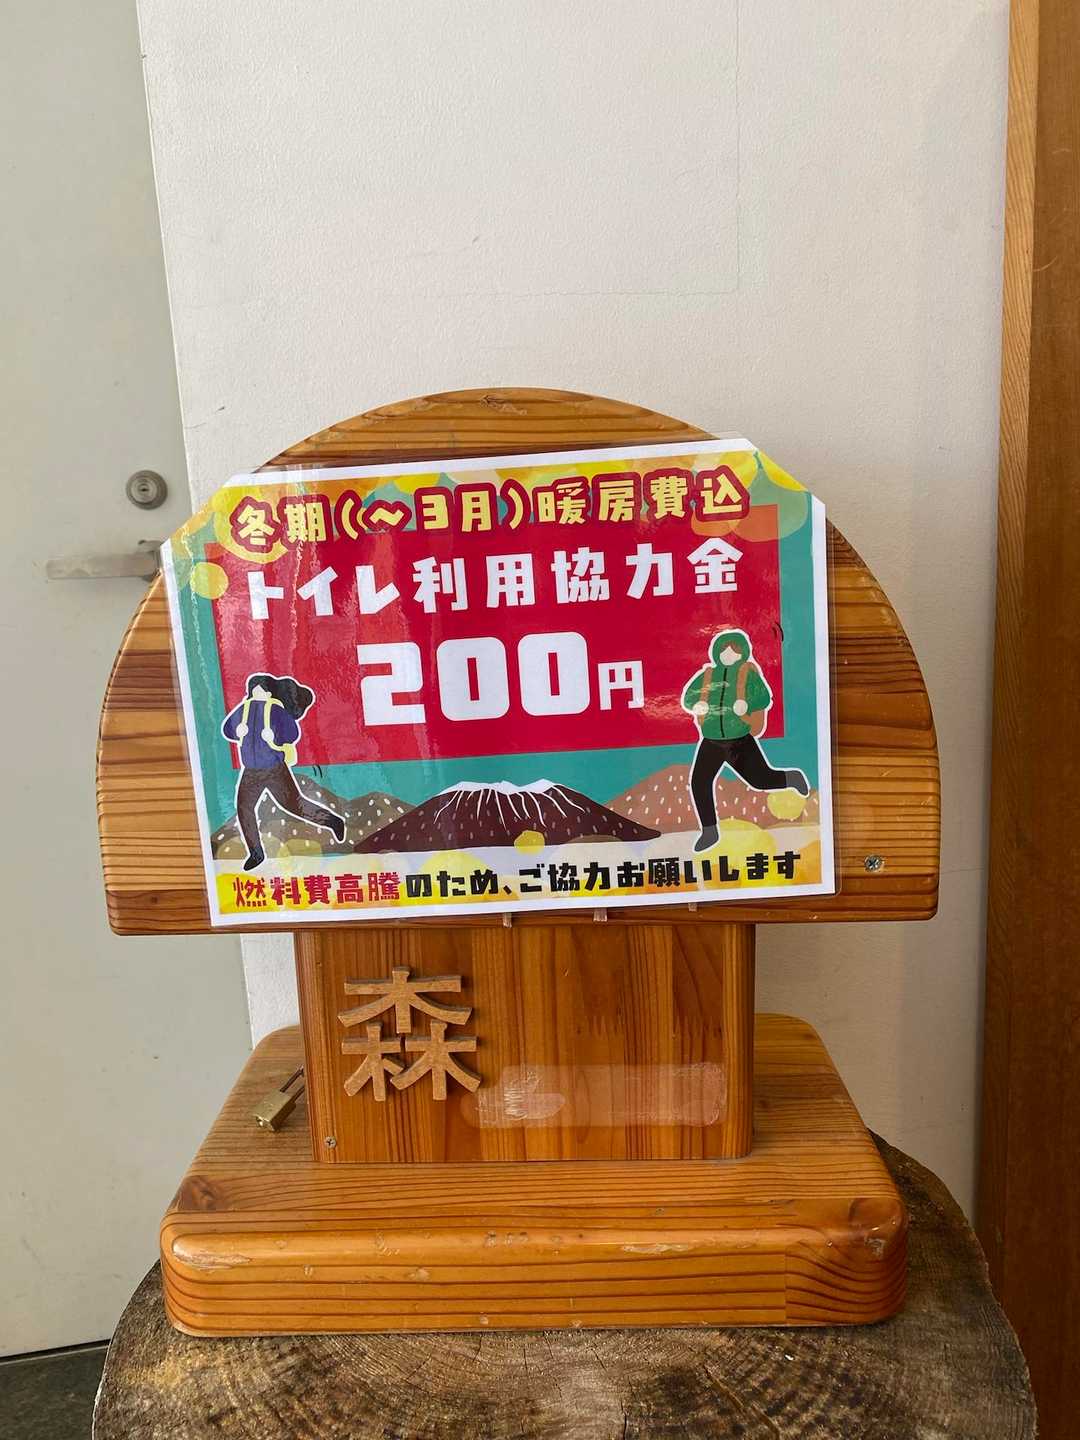 冬期(～3月)暖房費込
トイレ利用協力金
200円
燃料費高騰のため、ご協力お願いします
森